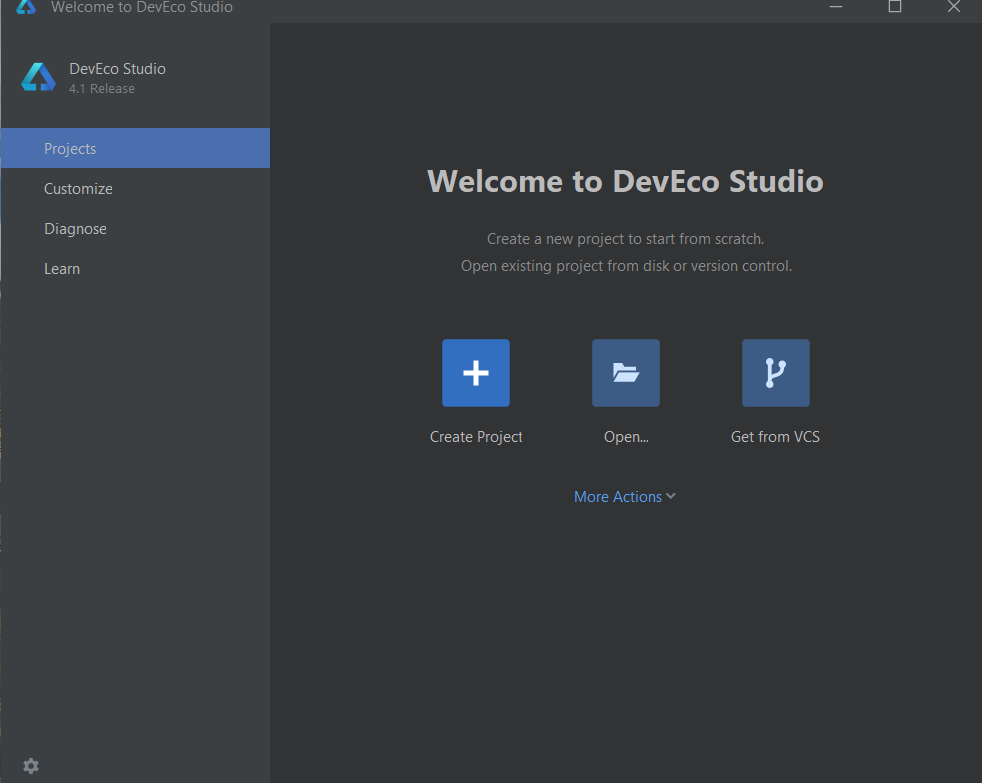 Welcome to DevEco Studio
DevEco Studio
4.1 Release
Projects
Customize
Diagnose
Learn
Welcome to DevEco Studio
Create a new project to start from scratch.
Open existing project from disk or version control.
Create Project
Open...
Get from VCS
More Actions